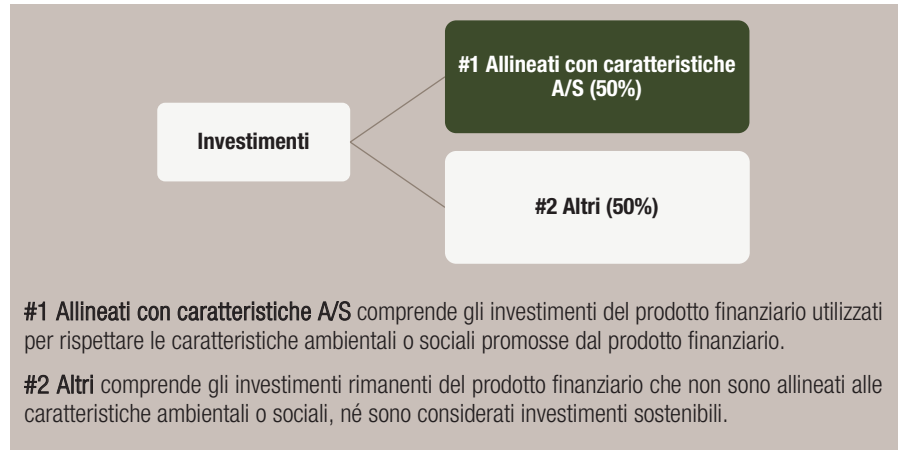 #1 Allineati con caratteristiche
A/S (50%)
Investimenti
#2 Altri (50%)
#1 Allineati con caratteristiche A/S comprende gli investimenti del prodotto finanziario utilizzati
per rispettare le caratteristiche ambientali o sociali promosse dal prodotto finanziario.
#2 Altri comprende gli investimenti rimanenti del prodotto finanziario che non sono allineati alle
caratteristiche ambientali o sociali, né sono considerati investimenti sostenibili.